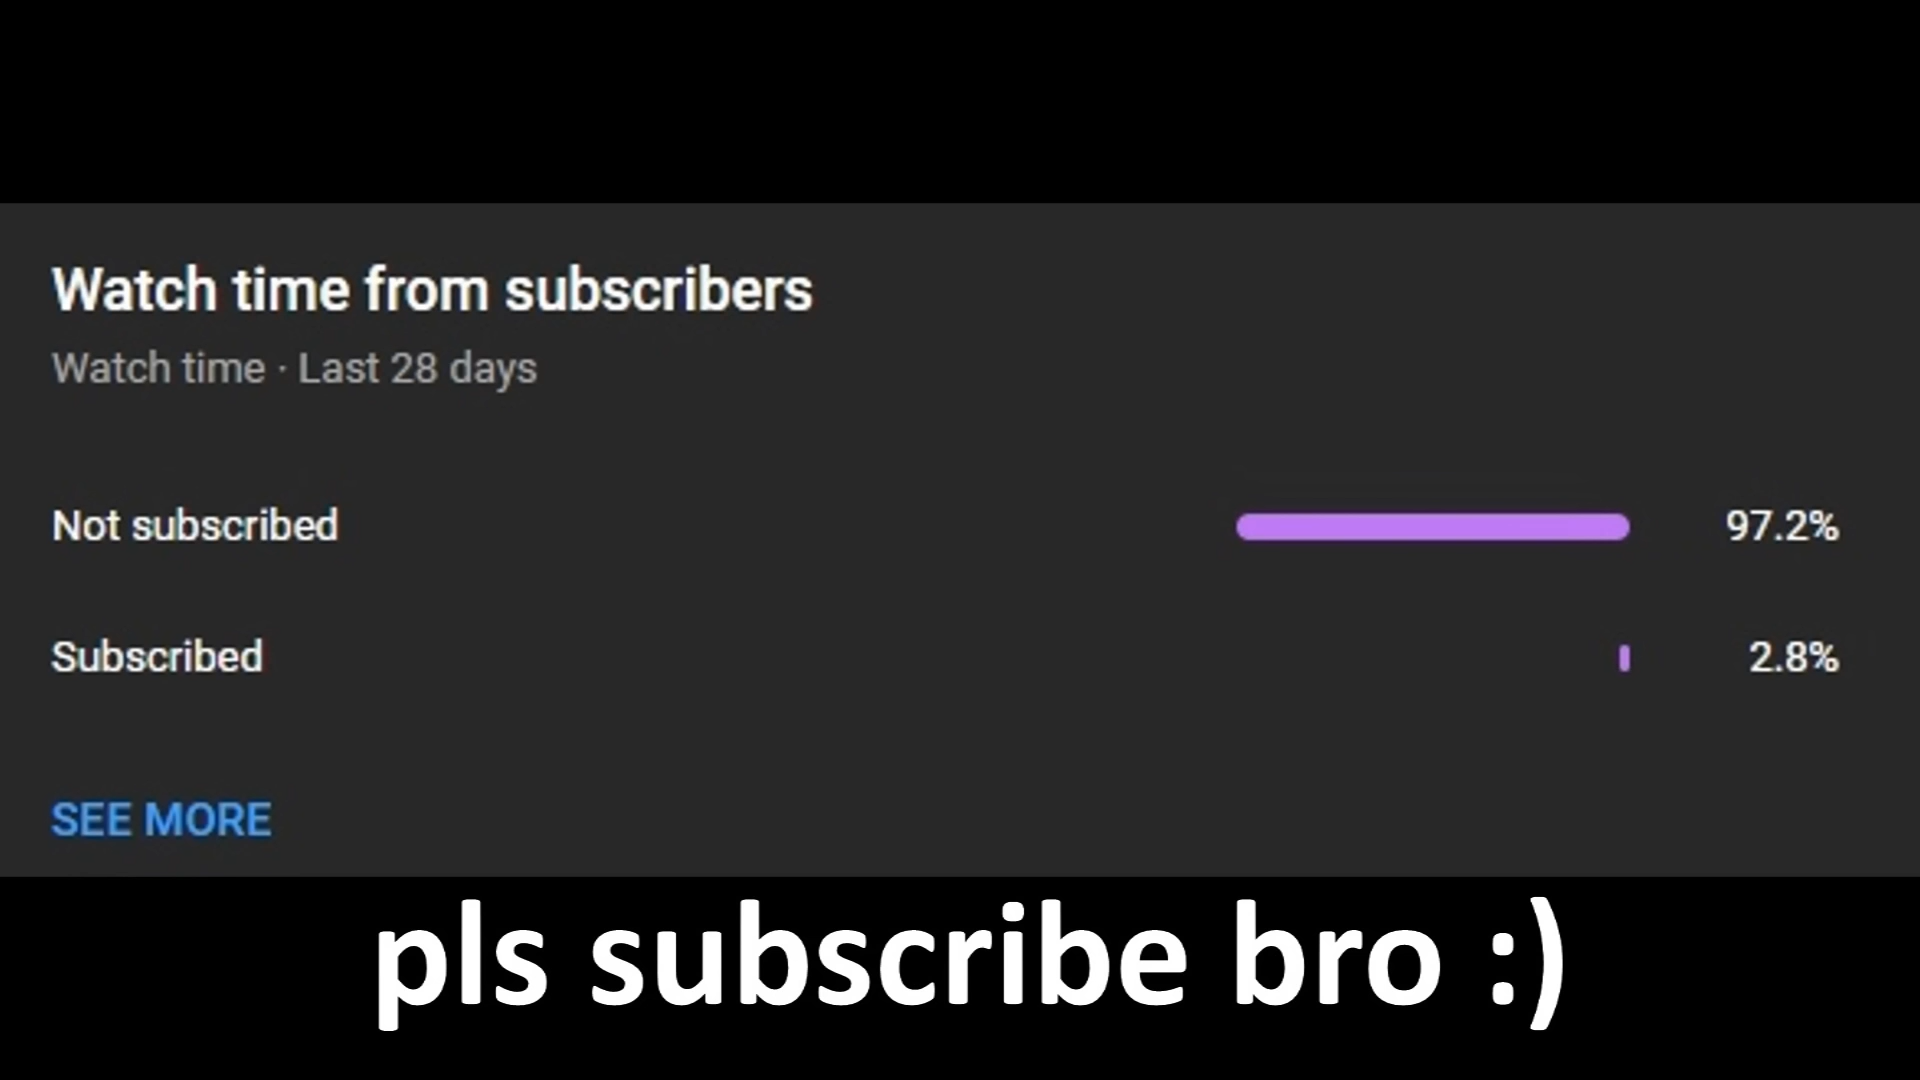 Watch time from subscribers
Watch time · Last 28 days
Not subscribed 97.2%
Subscribed 2.8%
SEE MORE
pls subscribe bro :)